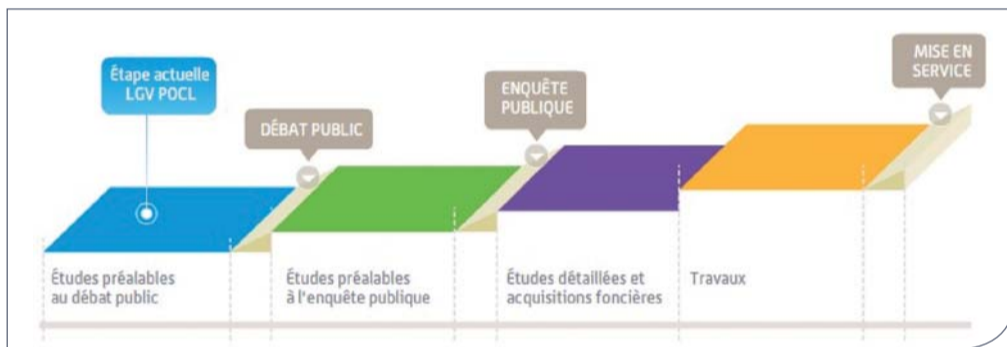 Étape actuelle
LGV POCL
DÉBAT PUBLIC
ENQUÊTE
PUBLIQUE
MISE EN
SERVICE
Études préalables
au débat public
Études préalables
à l'enquête publique
Études détaillées et
acquisitions foncières
Travaux